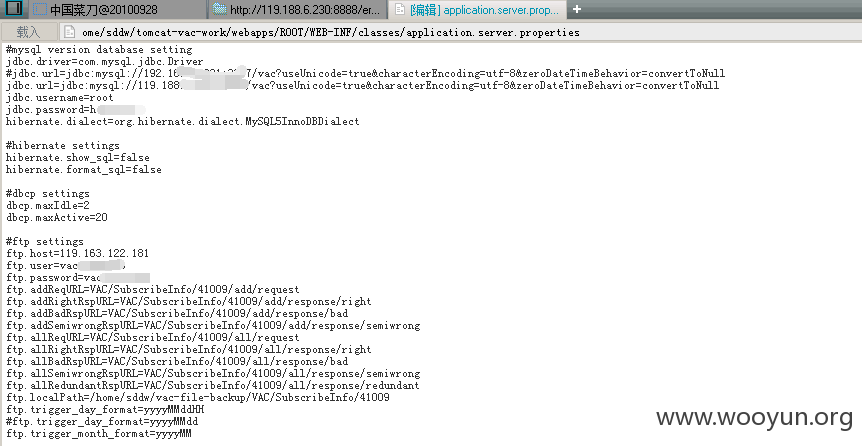 中国菜刀@20100928
http://119.188.6.230:8888/er...
[编辑] application.server.prop...
载入
ome/sddw/tomcat-vac-work/webapps/ROOT/WEB-INF/classes/application.server.properties
#mysql version database setting
jdbc.driver=com.mysql.jdbc.Driver
#jdbc.url=jdbc:mysql://192.16 7/vac?useUnicode=true&characterEncoding=utf-8&zeroDateTimeBehavior=convertToNull
jdbc.url=jdbc:mysql://119.188. /vac?useUnicode=true&characterEncoding=utf-8&zeroDateTimeBehavior=convertToNull
jdbc.username=root
jdbc.password=h
hibernate.dialect=org.hibernate.dialect.MySQL5InnoDBDialect
#hibernate settings
hibernate.show_sql=false
hibernate.format_sql=false
#dbcp settings
dbcp.maxIdle=2
dbcp.maxActive=20
#ftp settings
ftp.host=119.163.122.181
ftp.user=vac
ftp.password=vac
ftp.addReqURL=VAC/SubscribeInfo/41009/add/request
ftp.addRightRspURL=VAC/SubscribeInfo/41009/add/response/right
ftp.addBadRspURL=VAC/SubscribeInfo/41009/add/response/bad
ftp.addSemiwrongRspURL=VAC/SubscribeInfo/41009/add/response/semiwrong
ftp.allReqURL=VAC/SubscribeInfo/41009/all/request
ftp.allRightRspURL=VAC/SubscribeInfo/41009/all/response/right
ftp.allBadRspURL=VAC/SubscribeInfo/41009/all/response/bad
ftp.allSemiwrongRspURL=VAC/SubscribeInfo/41009/all/response/semiwrong
ftp.allRedundantRspURL=VAC/SubscribeInfo/41009/all/response/redundant
ftp.localPath=/home/sddw/vac-file-backup/VAC/SubscribeInfo/41009
ftp.trigger_day_format=yyyyMMddHH
#ftp.trigger_day_format=yyyyMMdd
ftp.trigger_month_format=yyyyMM
www.wooyun.org